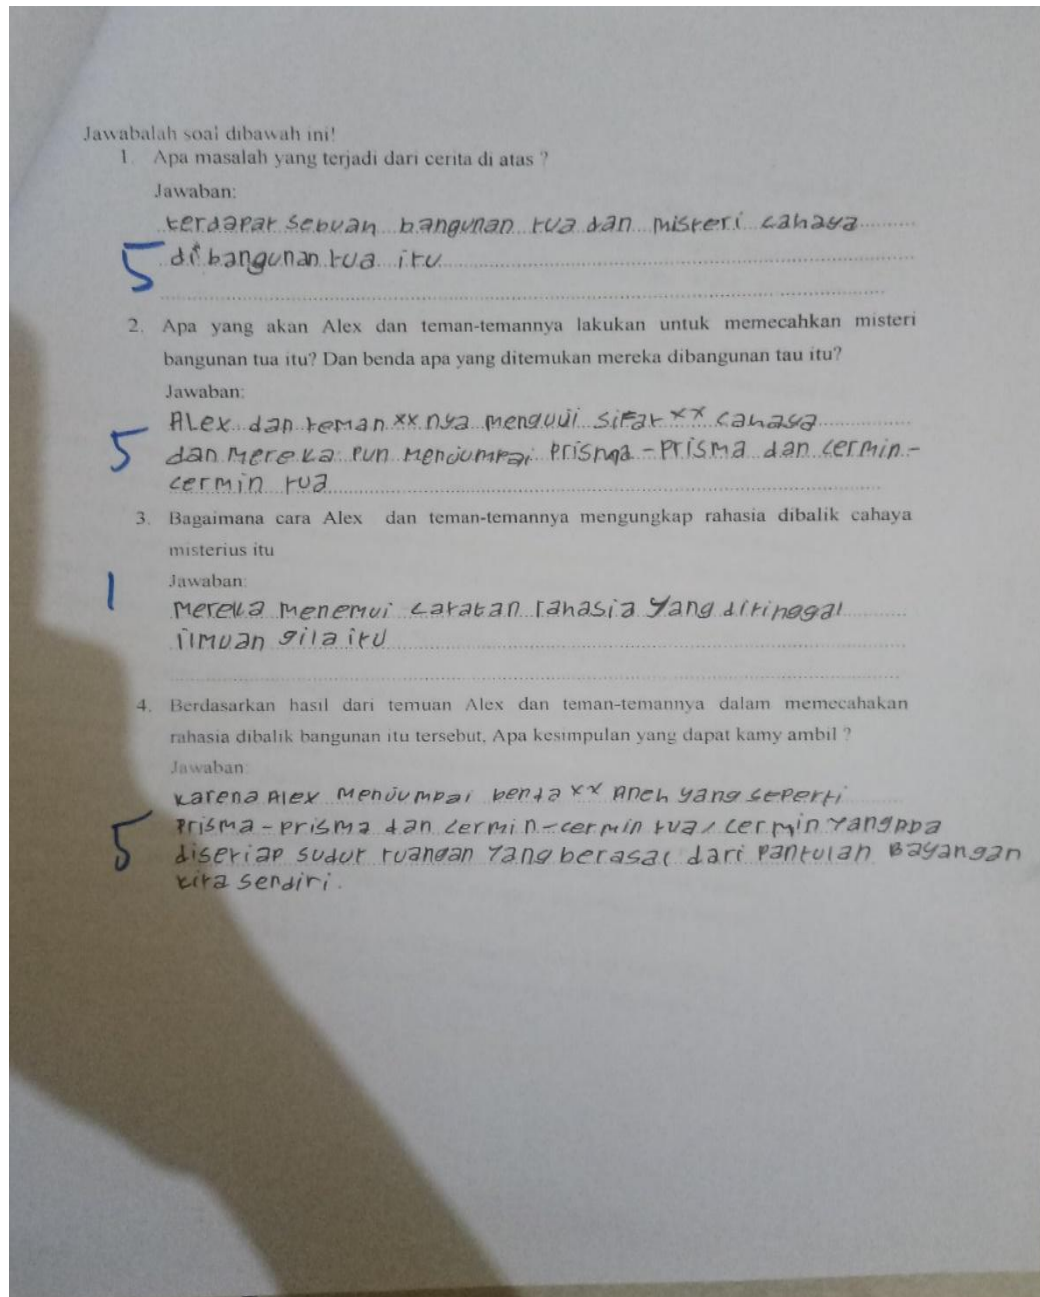 Jawabalah soal dibawah ini!
1. Apa masalah yang terjadi dari cerita di atas ?
Jawaban:
terdapat sebuah bangunan tua dan misteri cahaya
di bangunan tua itu
5
2. Apa yang akan Alex dan teman-temannya lakukan untuk memecahkan misteri
bangunan tua itu? Dan benda apa yang ditemukan mereka dibangunan tau itu?
Jawaban:
Alex dan teman xx nya menguji sifat xx cahaya
5
dan mereka pun menjumpai Prisma - Prisma dan cermin -
cermin tua
3. Bagaimana cara Alex dan teman-temannya mengungkap rahasia dibalik cahaya
misterius itu
1
Jawaban:
Mereka menemui catatan rahasia yang ditinggal
ilmuan gila itu
4. Berdasarkan hasil dari temuan Alex dan teman-temannya dalam memecahakan
rahasia dibalik bangunan itu tersebut, Apa kesimpulan yang dapat kamy ambil ?
Jawaban:
karena Alex menjumpai benda xx Aneh yang seperti
5
Prisma - prisma dan cermin - cermin tua, cermin yang
disetiap sudut ruangan yang berasal dari pantulan Bayangan
kita sendiri.